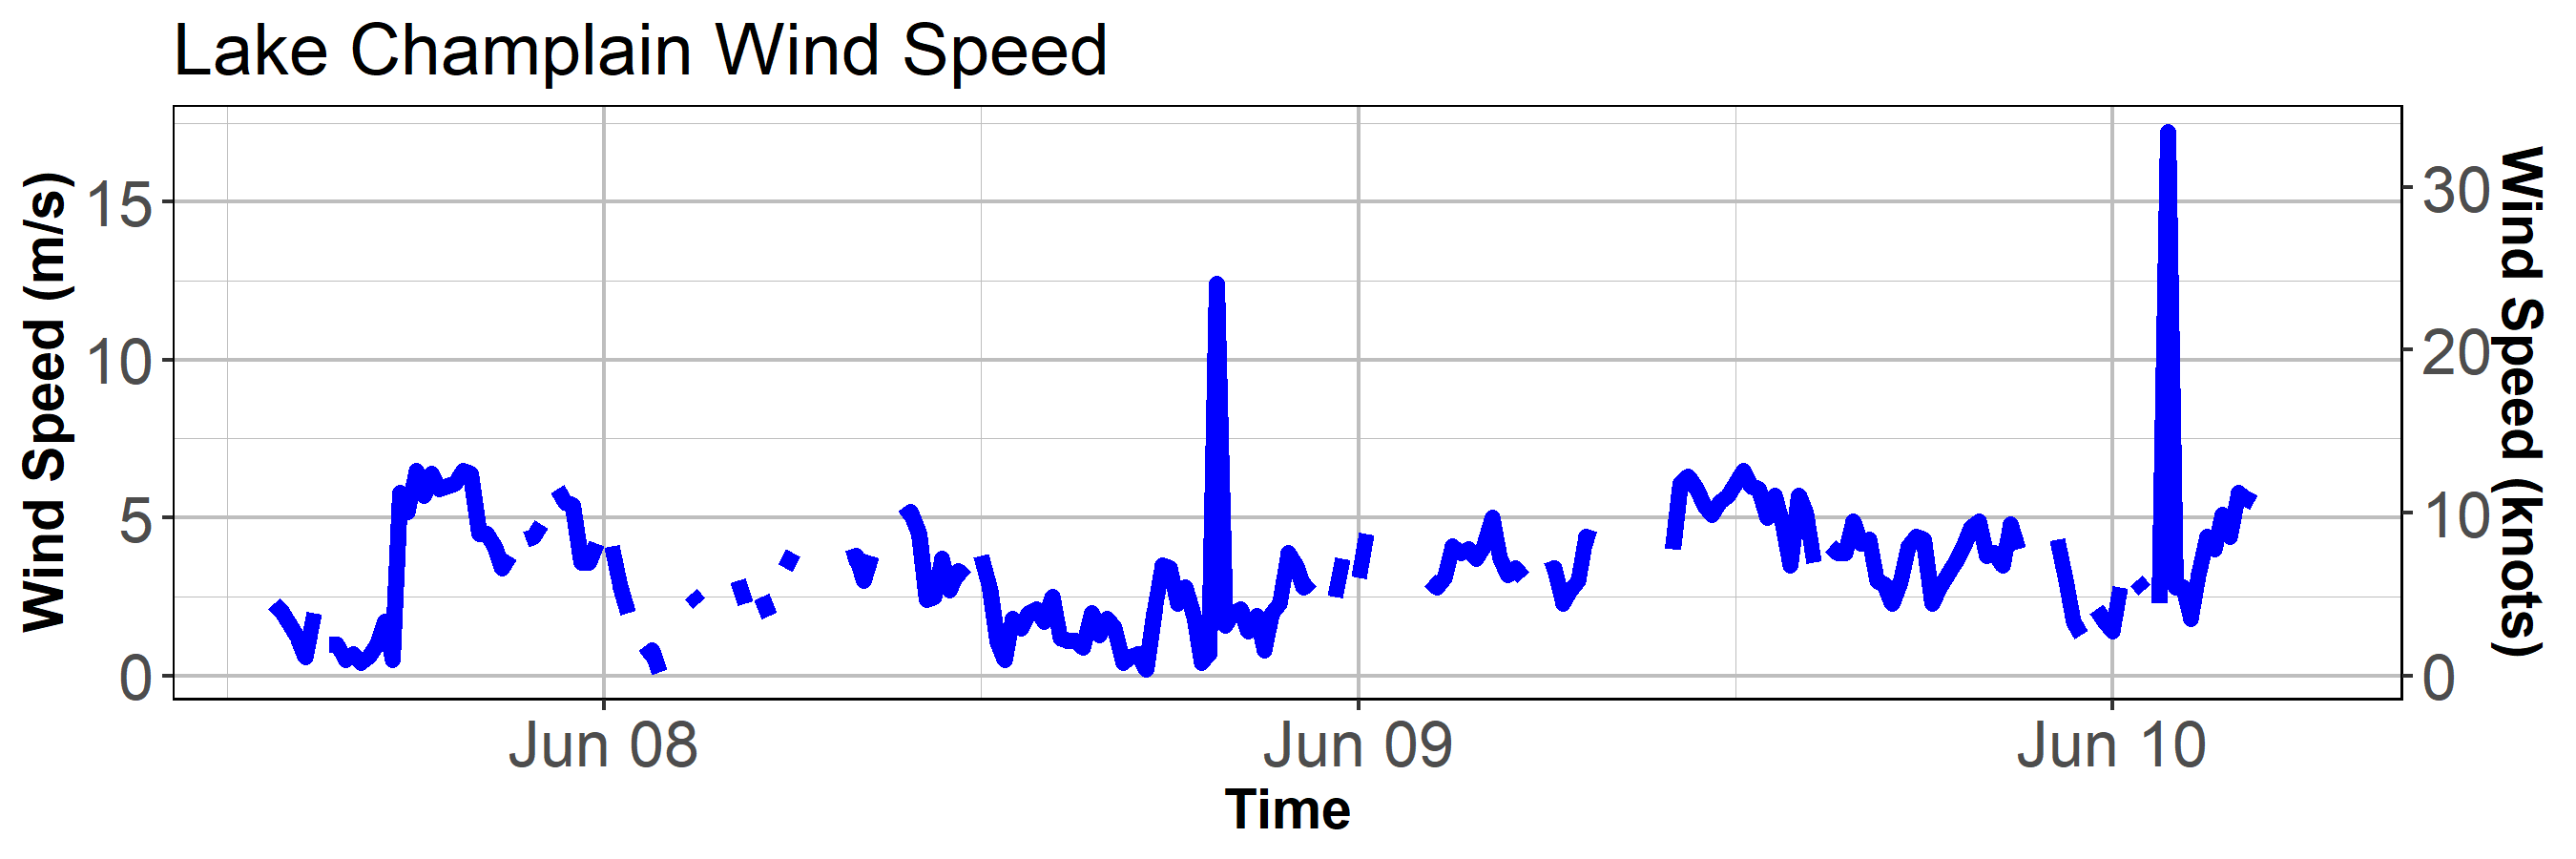 Lake Champlain Wind Speed
Wind Speed (m/s)
15
10
5
0
30
20
10
0
Wind Speed (knots)
Jun 08
Jun 09
Jun 10
Time